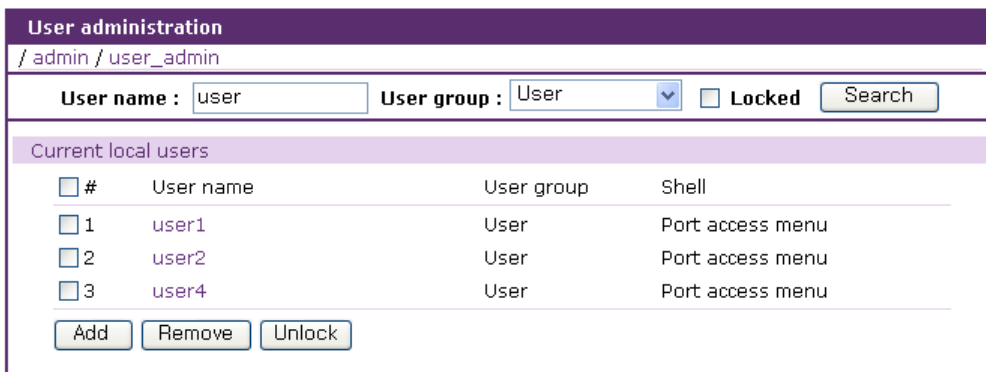 User administration
/ admin / user_admin
User name : user User group : User Locked Search
Current local users
# User name User group Shell
1 user1 User Port access menu
2 user2 User Port access menu
3 user4 User Port access menu
Add Remove Unlock